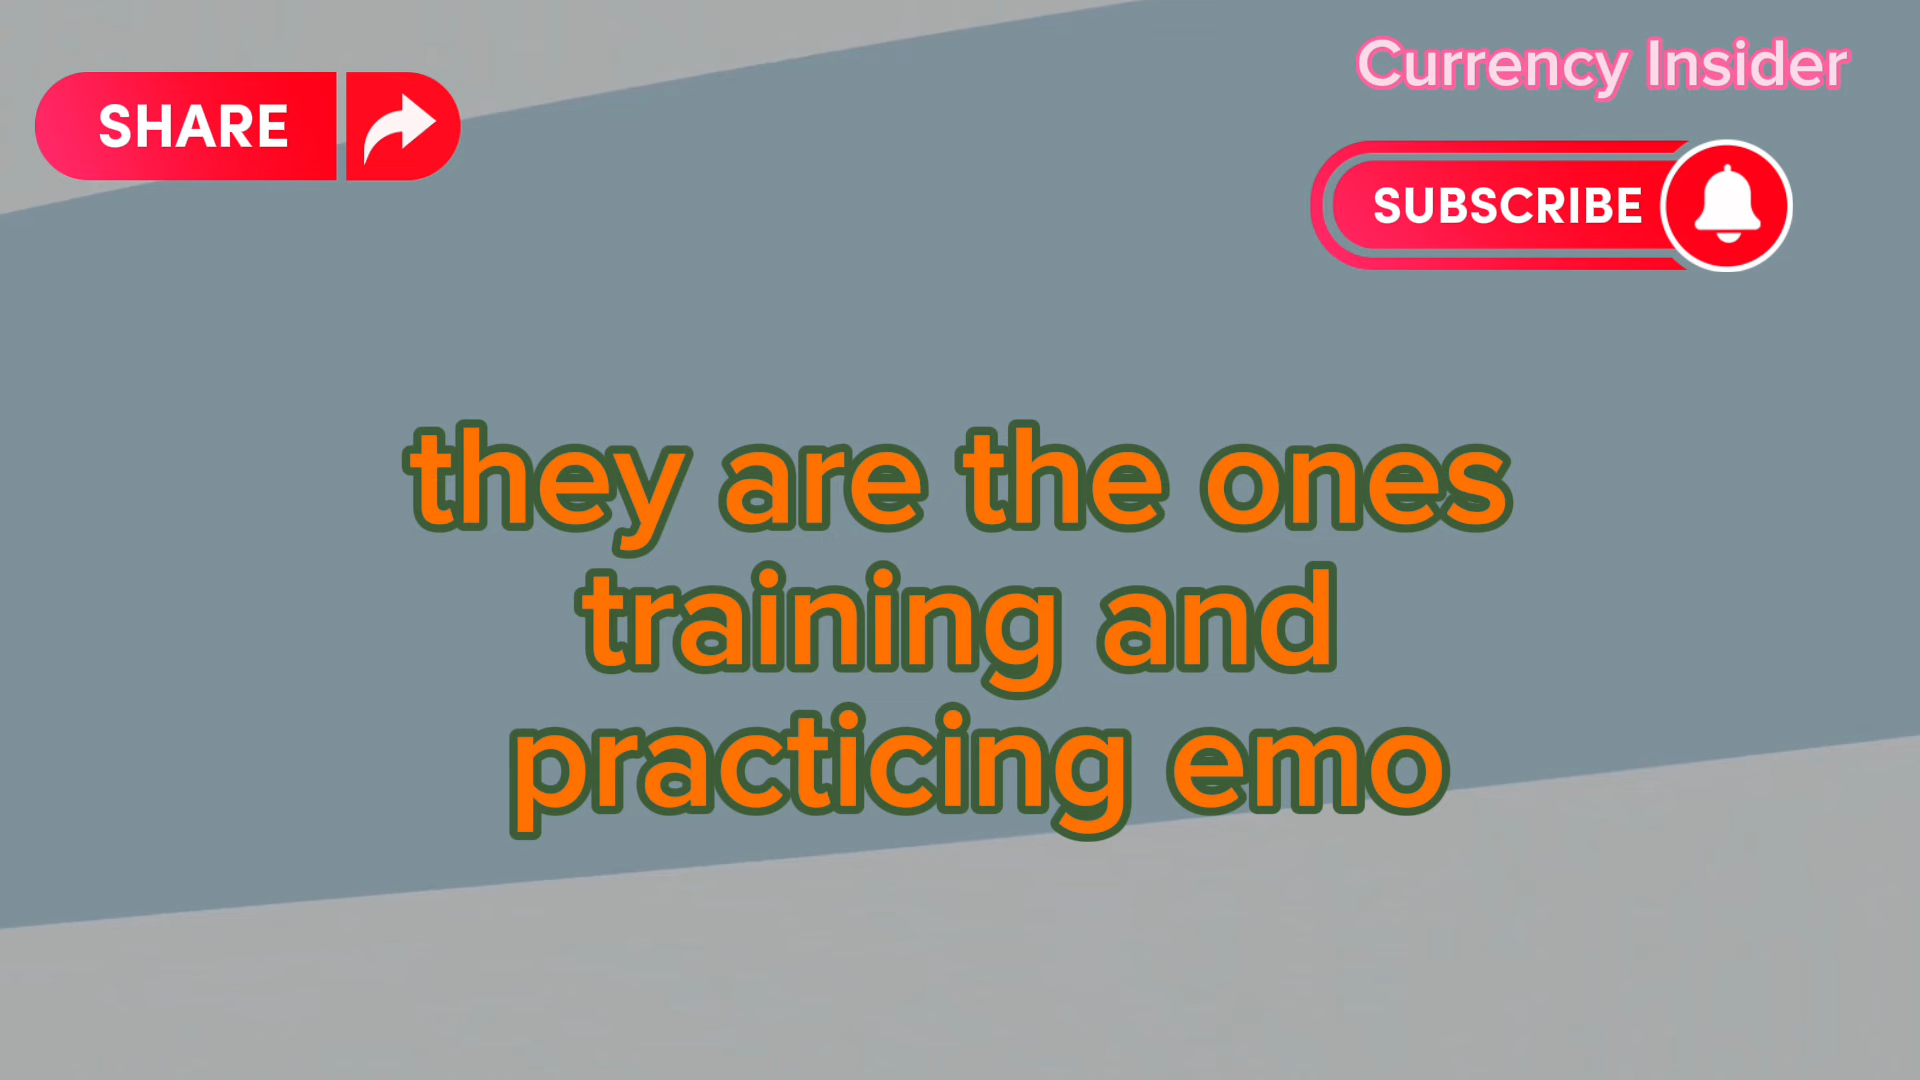 Currency Insider
SHARE
SUBSCRIBE
they are the ones
training and
practicing emo